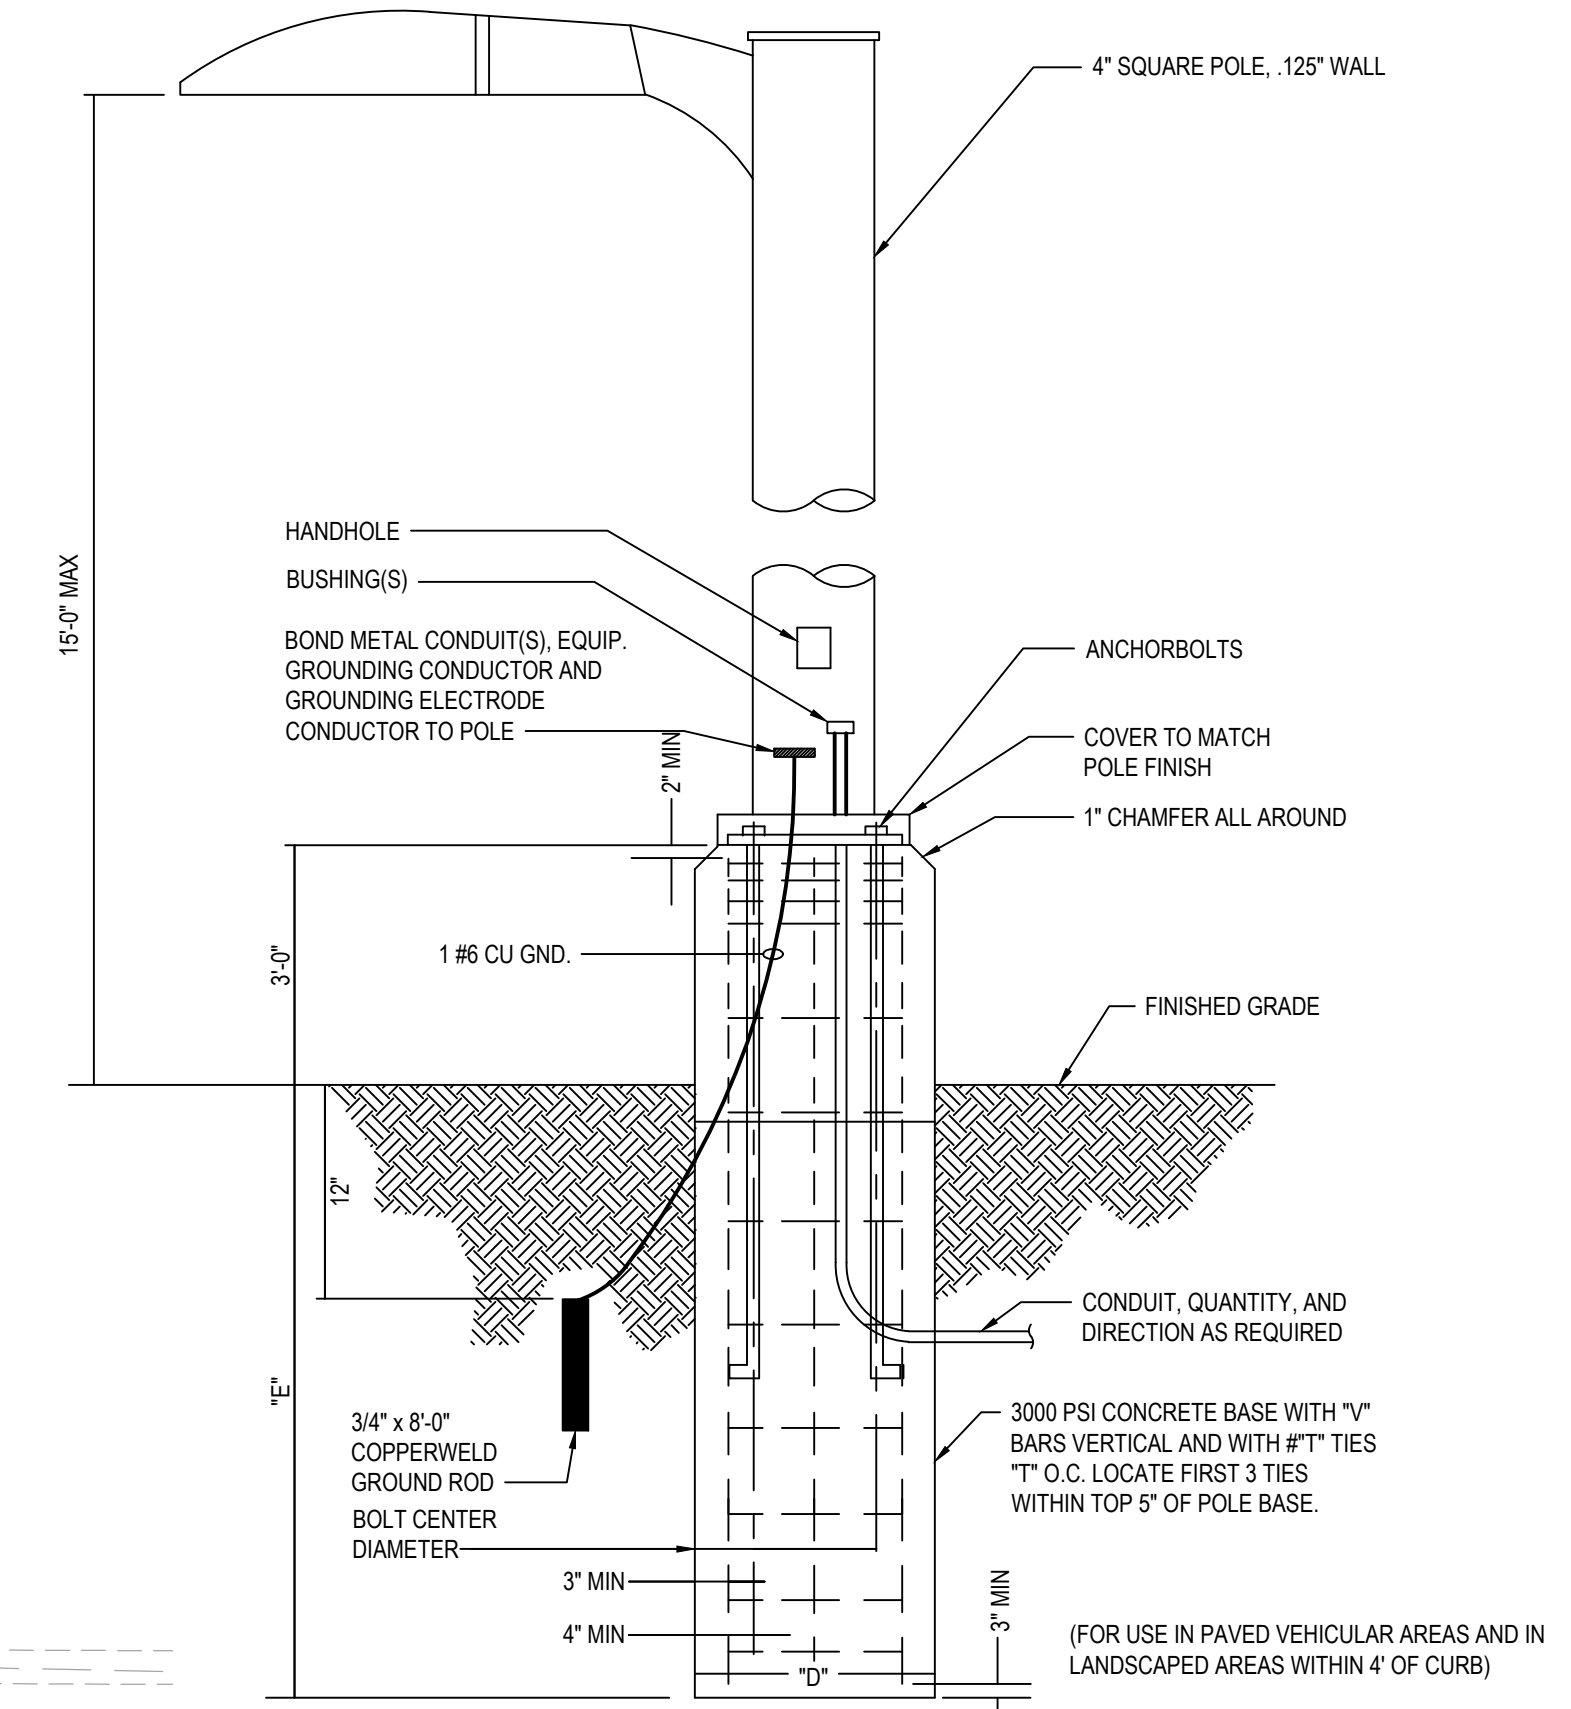 4" SQUARE POLE, .125" WALL
15'-0" MAX
HANDHOLE
BUSHING(S)
BOND METAL CONDUIT(S), EQUIP.
GROUNDING CONDUCTOR AND
GROUNDING ELECTRODE
CONDUCTOR TO POLE
2" MIN
ANCHORBOLTS
COVER TO MATCH
POLE FINISH
1" CHAMFER ALL AROUND
3'-0"
1 #6 CU GND.
FINISHED GRADE
12"
CONDUIT, QUANTITY, AND
DIRECTION AS REQUIRED
"E"
3/4" x 8'-0"
COPPERWELD
GROUND ROD
3000 PSI CONCRETE BASE WITH "V"
BARS VERTICAL AND WITH #"T" TIES
"T" O.C. LOCATE FIRST 3 TIES
WITHIN TOP 5" OF POLE BASE.
BOLT CENTER
DIAMETER
3" MIN
4" MIN
3" MIN
"D"
(FOR USE IN PAVED VEHICULAR AREAS AND IN
LANDSCAPED AREAS WITHIN 4' OF CURB)